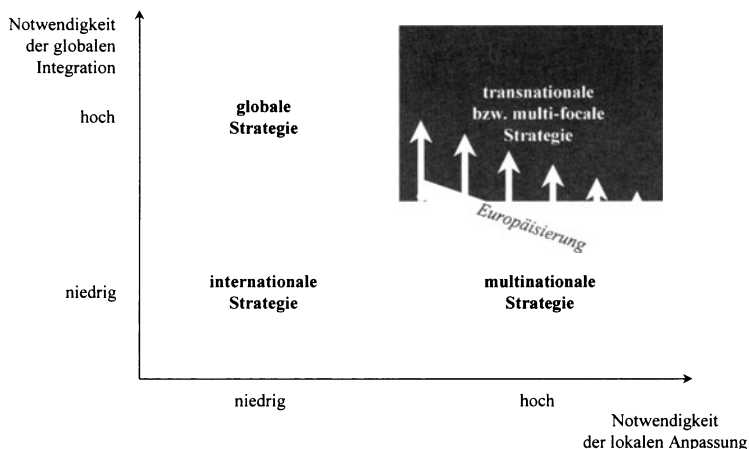 Notwendigkeit
der globalen
Integration
hoch
globale
Strategie
transnationale
bzw. multi-focale
Strategie
Europäisierung
niedrig
internationale
Strategie
multinationale
Strategie
niedrig
hoch
Notwendigkeit
der lokalen Anpassung